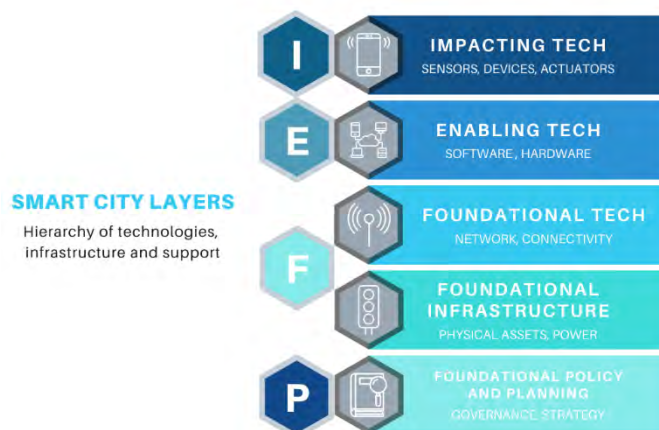 SMART CITY LAYERS
Hierarchy of technologies,
infrastructure and support
I
IMPACTING TECH
SENSORS, DEVICES, ACTUATORS
E
ENABLING TECH
SOFTWARE, HARDWARE
F
FOUNDATIONAL TECH
NETWORK, CONNECTIVITY
FOUNDATIONAL
INFRASTRUCTURE
PHYSICAL ASSETS, POWER
P
FOUNDATIONAL POLICY
AND PLANNING
GOVERNANCE, STRATEGY